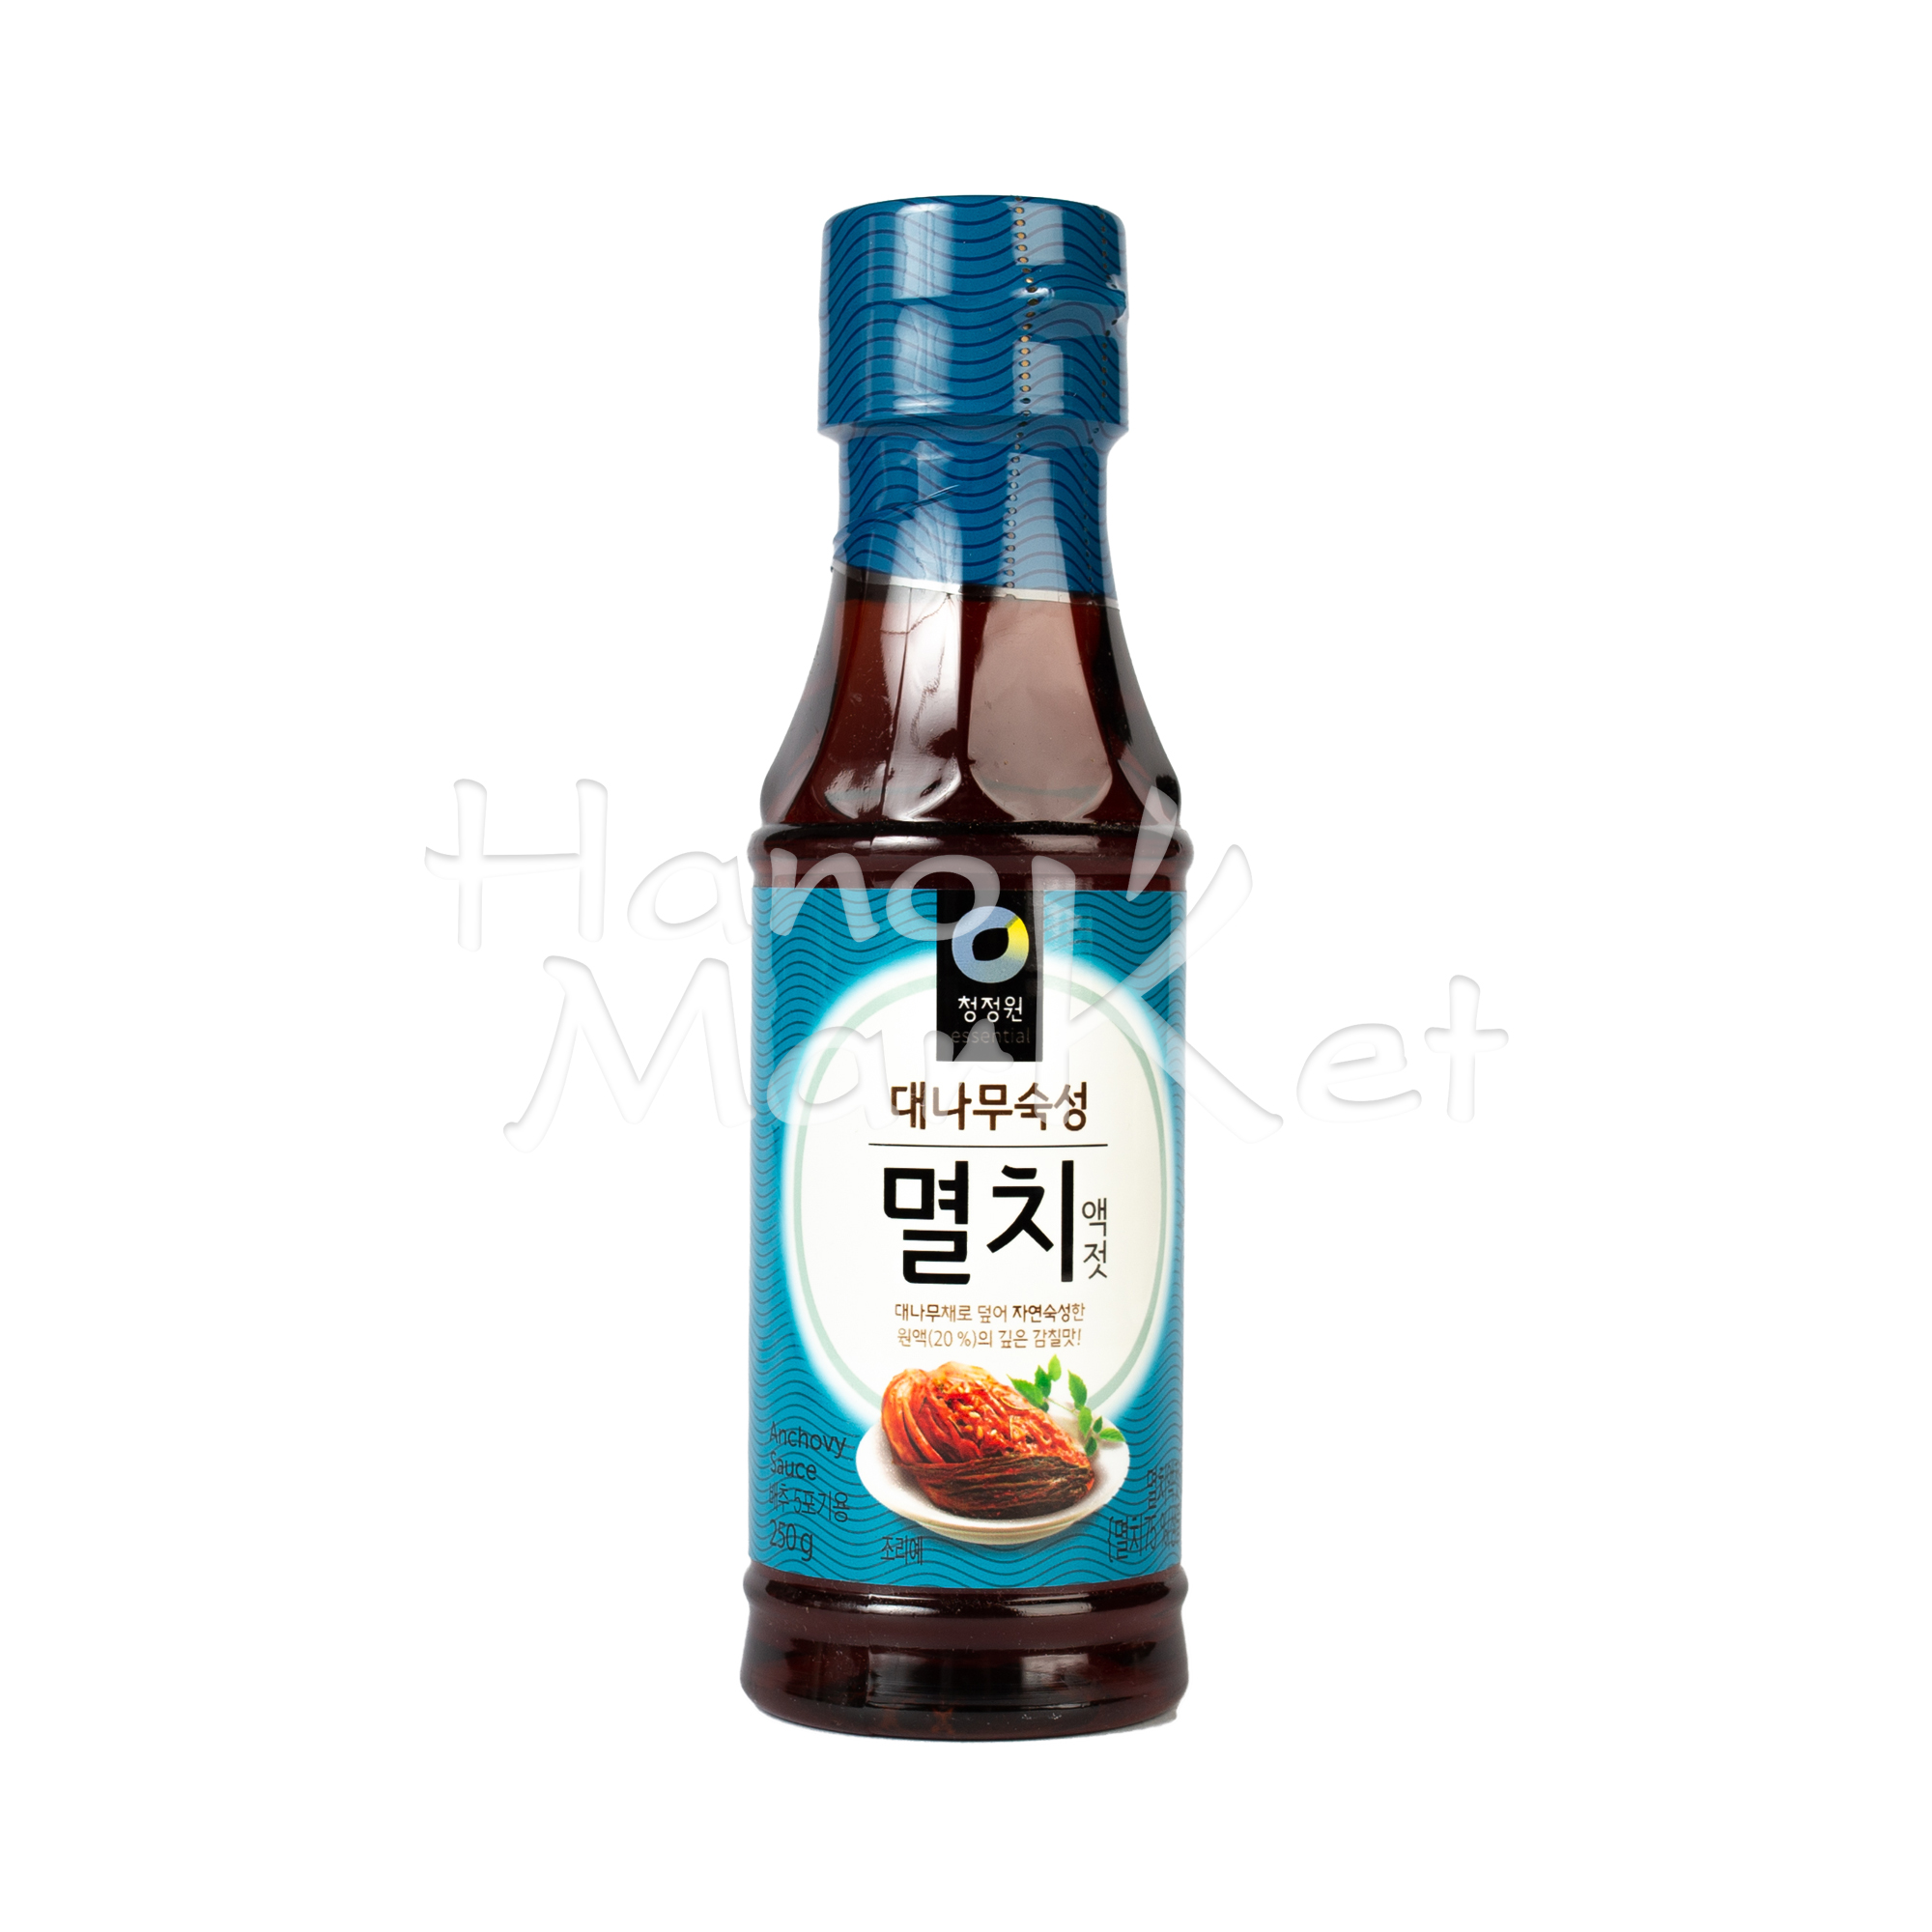 Hanoi
Market
청정원
essential
대나무숙성
멸치
액젓
대나무채로 덮어 자연숙성한
원액(20 %)의 깊은 감칠맛!
Anchovy
Sauce
배추 5포기용
250 g
조리예